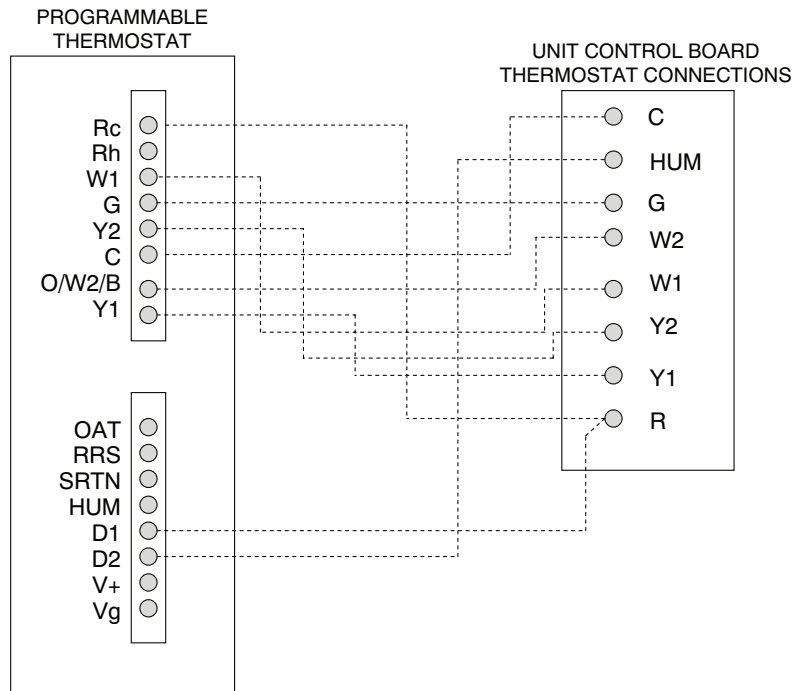 PROGRAMMABLE
THERMOSTAT
Rc
Rh
W1
G
Y2
C
O/W2/B
Y1
OAT
RRS
SRTN
HUM
D1
D2
V+
Vg
UNIT CONTROL BOARD
THERMOSTAT CONNECTIONS
C
HUM
G
W2
W1
Y2
Y1
R